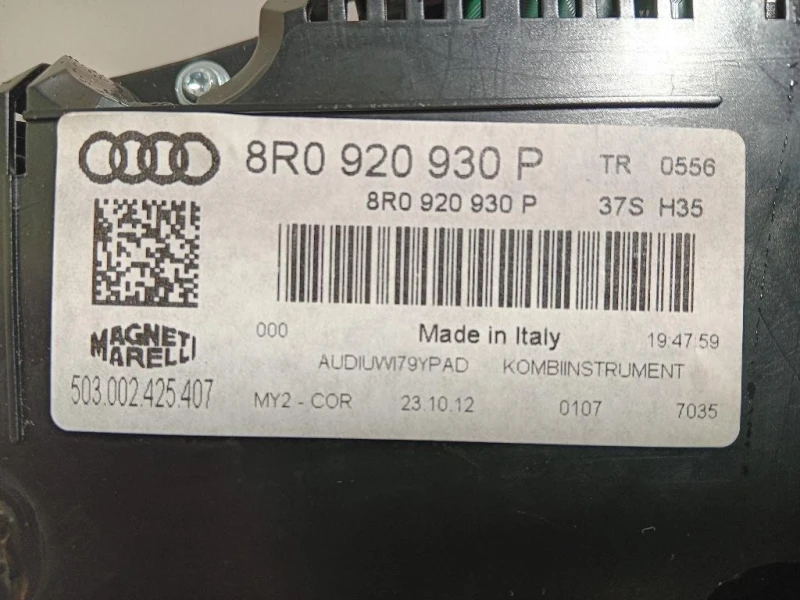 8R0 920 930 P TR 0556
8R0 920 930 P 37S H35
000 Made in Italy 19:47:59
MAGNETI
MARELLI
AUDIUWI79YPAD KOMBIINSTRUMENT
503.002.425.407
MY2 - COR 23.10.12 0107 7035